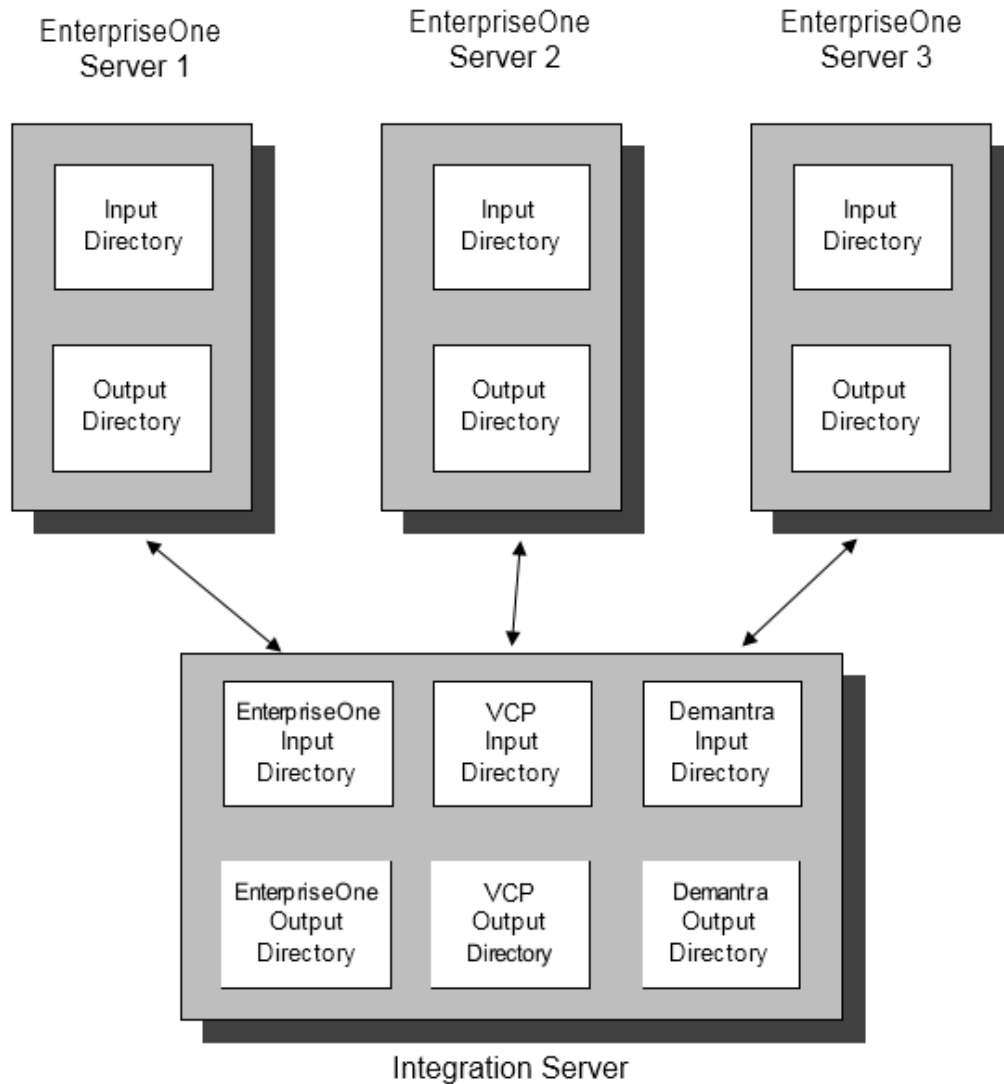 EnterpriseOne
Server 1
EnterpriseOne
Server 2
EnterpriseOne
Server 3
Input
Directory
Input
Directory
Input
Directory
Output
Directory
Output
Directory
Output
Directory
EnterpriseOne
Input
Directory
VCP
Input
Directory
Demantra
Input
Directory
EnterpriseOne
Output
Directory
VCP
Output
Directory
Demantra
Output
Directory
Integration Server